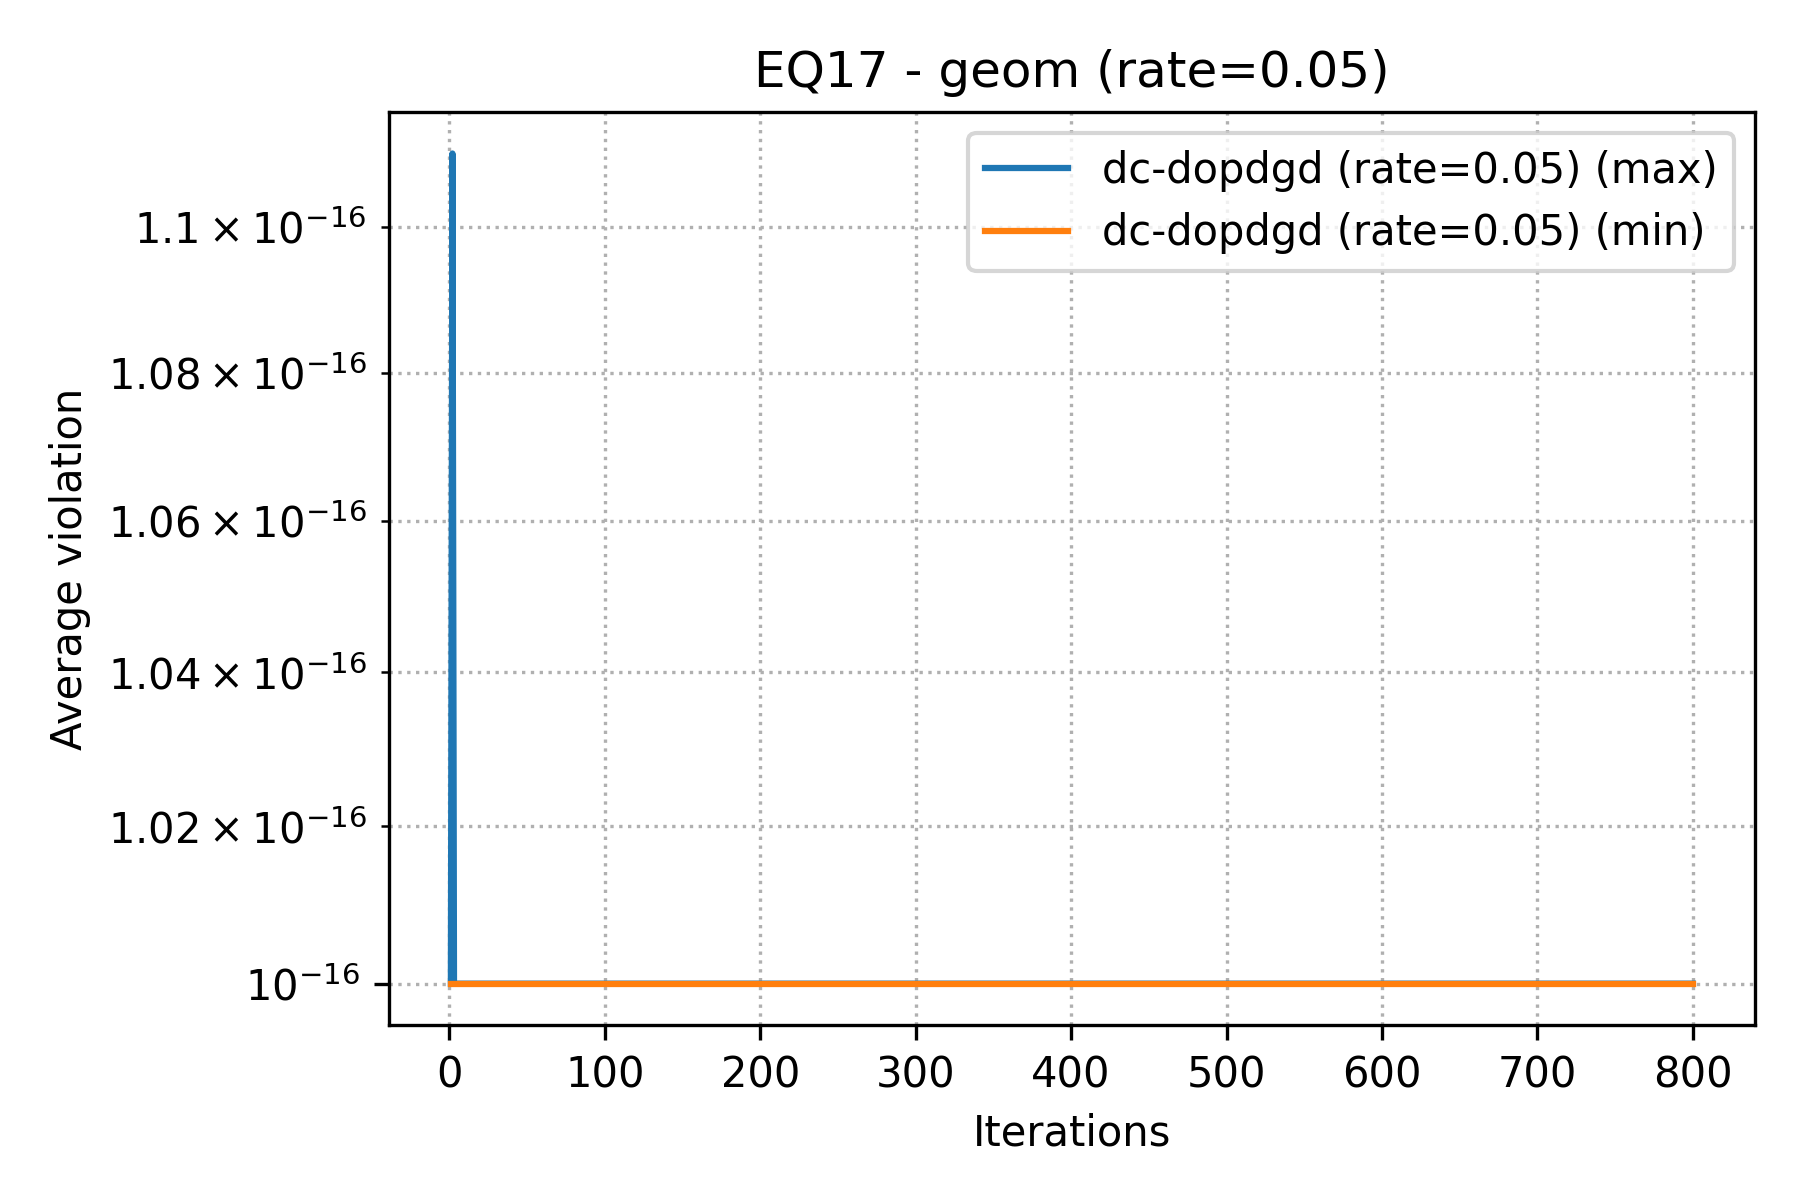 EQ17 - geom (rate=0.05)
dc-dopdgd (rate=0.05) (max)
dc-dopdgd (rate=0.05) (min)
Average violation
1.1 × 10⁻¹⁶
1.08 × 10⁻¹⁶
1.06 × 10⁻¹⁶
1.04 × 10⁻¹⁶
1.02 × 10⁻¹⁶
10⁻¹⁶
0 100 200 300 400 500 600 700 800
Iterations